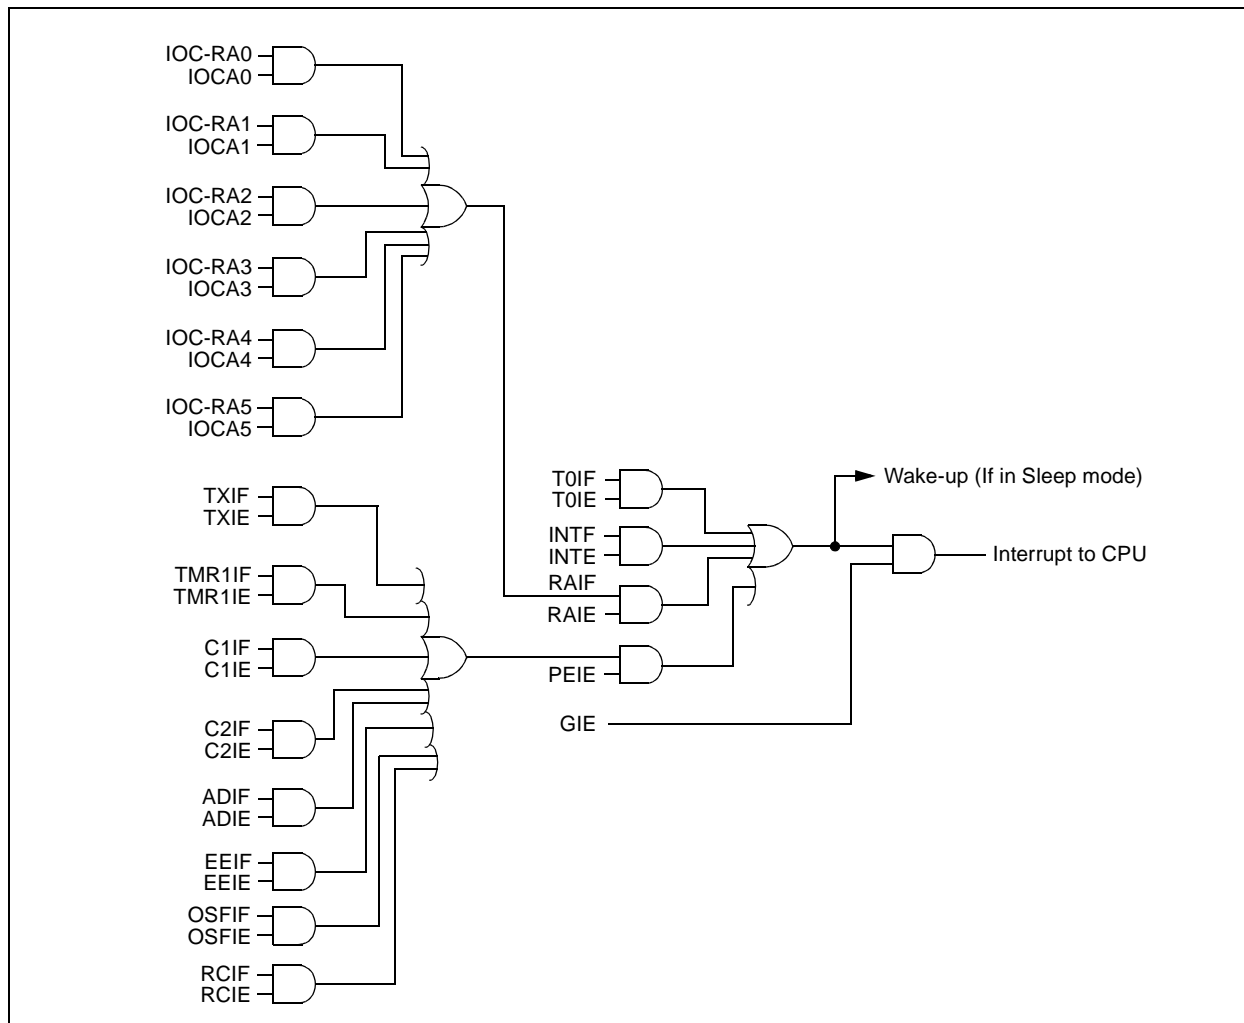 IOC-RA0
IOCA0
IOC-RA1
IOCA1
IOC-RA2
IOCA2
IOC-RA3
IOCA3
IOC-RA4
IOCA4
IOC-RA5
IOCA5
TXIF
TXIE
TMR1IF
TMR1IE
C1IF
C1IE
C2IF
C2IE
ADIF
ADIE
EEIF
EEIE
OSFIF
OSFIE
RCIF
RCIE
T0IF
T0IE
INTF
INTE
RAIF
RAIE
PEIE
GIE
Wake-up (If in Sleep mode)
Interrupt to CPU